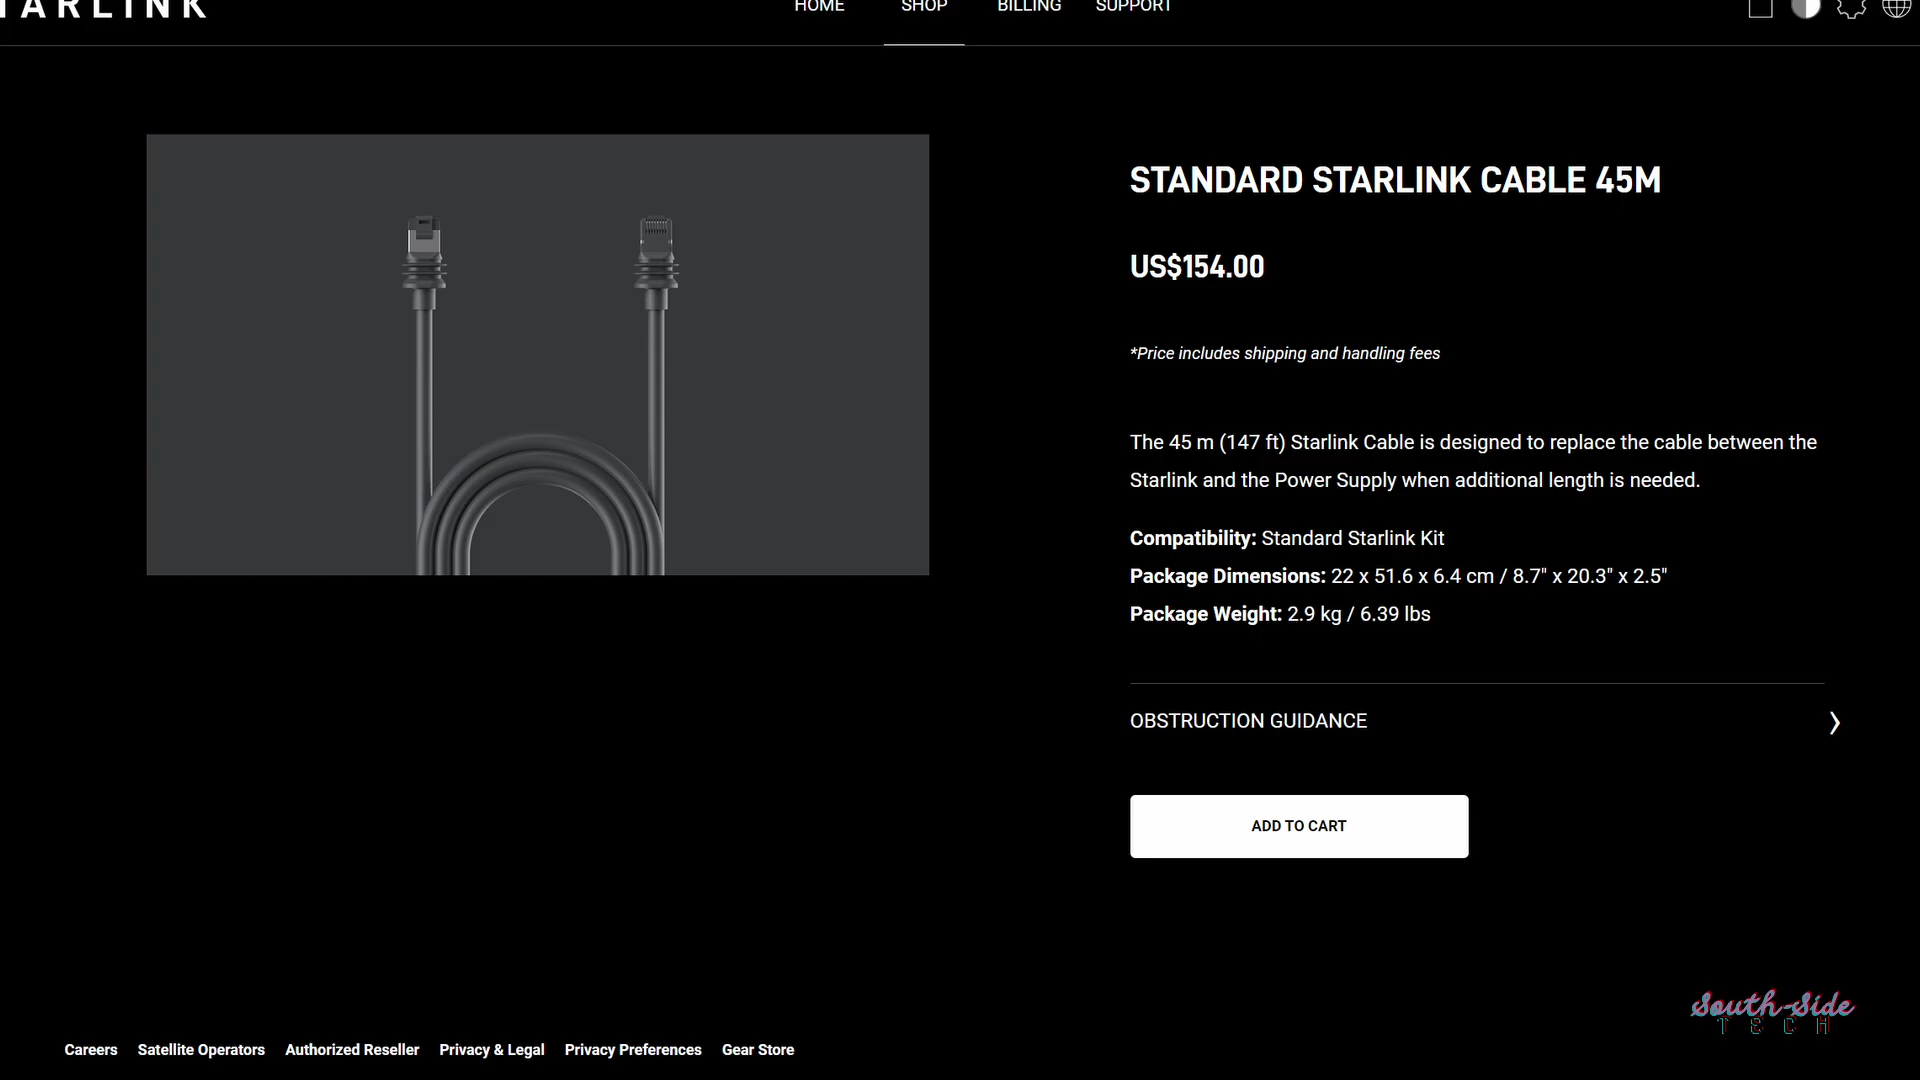 TARLINK
HOME SHOP BILLING SUPPORT
STANDARD STARLINK CABLE 45M
US$154.00
*Price includes shipping and handling fees
The 45 m (147 ft) Starlink Cable is designed to replace the cable between the
Starlink and the Power Supply when additional length is needed.
Compatibility: Standard Starlink Kit
Package Dimensions: 22 x 51.6 x 6.4 cm / 8.7" x 20.3" x 2.5"
Package Weight: 2.9 kg / 6.39 lbs
OBSTRUCTION GUIDANCE
ADD TO CART
South-Side
TECH
Careers Satellite Operators Authorized Reseller Privacy & Legal Privacy Preferences Gear Store